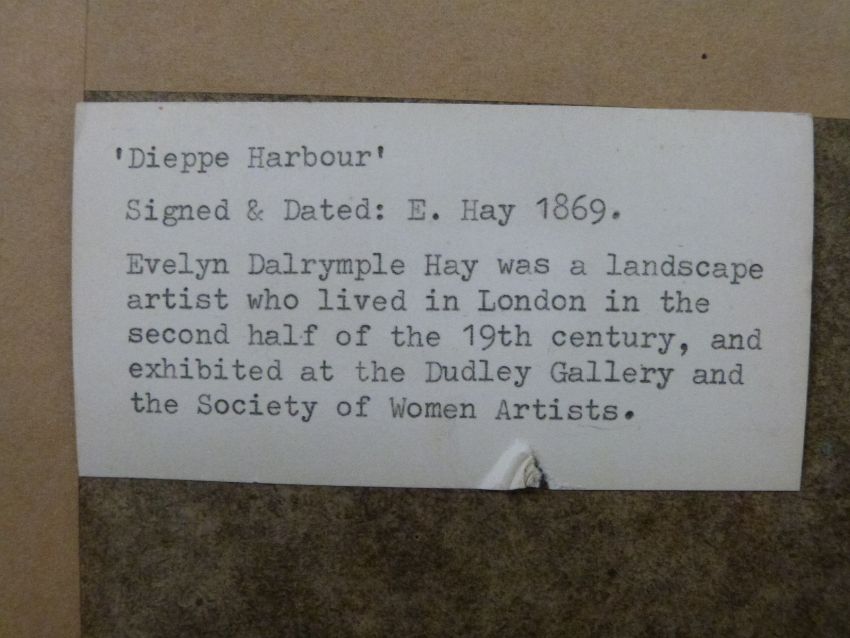 'Dieppe Harbour'
Signed & Dated: E. Hay 1869.
Evelyn Dalrymple Hay was a landscape
artist who lived in London in the
second half of the 19th century, and
exhibited at the Dudley Gallery and
the Society of Women Artists.